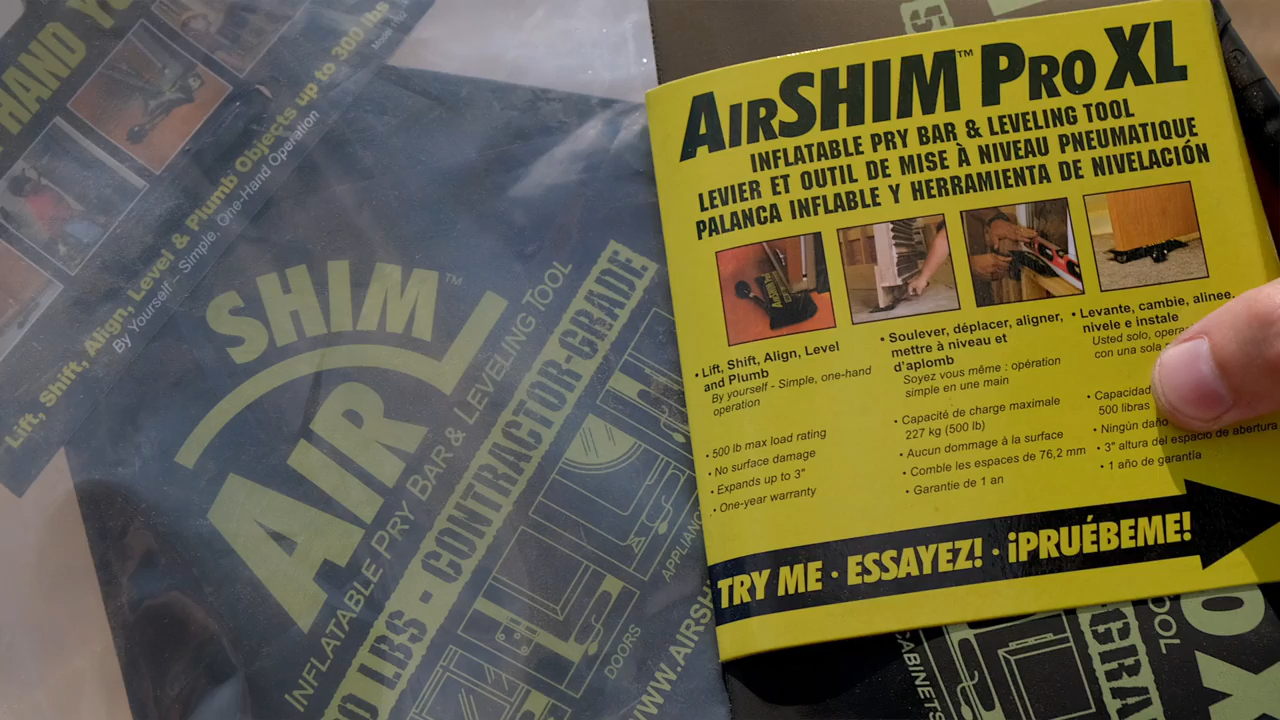 HAND
Lift, Shift, Align, Level & Plumb Objects up to 300 lbs
By Yourself - Simple, One-Hand Operation
SHIM™
AIR
INFLATABLE PRY BAR & LEVELING TOOL
LBS - CONTRACTOR-GRADE
DOORS
APPLIANC
WWW.AIRSH
AIRSHIM™ PRO XL
INFLATABLE PRY BAR & LEVELING TOOL
LEVIER ET OUTIL DE MISE À NIVEAU PNEUMATIQUE
PALANCA INFLABLE Y HERRAMIENTA DE NIVELACIÓN
• Lift, Shift, Align, Level
and Plumb
By yourself - Simple, one-hand
operation
• 500 lb max load rating
• No surface damage
• Expands up to 3"
• One-year warranty
• Soulever, déplacer, aligner,
mettre à niveau et
d'aplomb
Soyez vous même : opération
simple en une main
• Capacité de charge maximale
227 kg (500 lb)
• Aucun dommage à la surface
• Comble les espaces de 76,2 mm
• Garantie de 1 an
• Levante, cambie, alinee,
nivele e instale
Usted solo, opera
con una sola
• Capacidad
500 libras
• Ningún daño
• 3" altura del espacio de abertura
• 1 año de garantía
TRY ME · ESSAYEZ! · ¡PRUÉBEME!
CABINETS
GRA
OOL